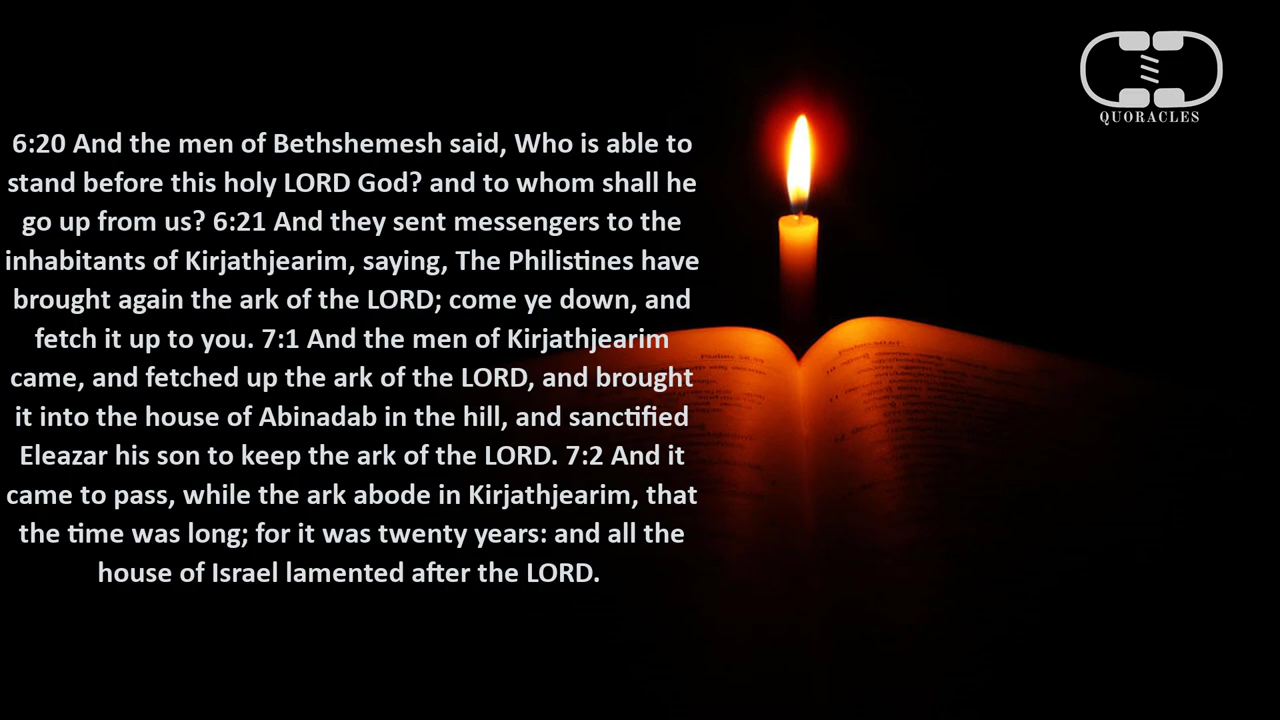 6:20 And the men of Bethshemesh said, Who is able to
stand before this holy LORD God? and to whom shall he
go up from us? 6:21 And they sent messengers to the
inhabitants of Kirjathjearim, saying, The Philistines have
brought again the ark of the LORD; come ye down, and
fetch it up to you. 7:1 And the men of Kirjathjearim
came, and fetched up the ark of the LORD, and brought
it into the house of Abinadab in the hill, and sanctified
Eleazar his son to keep the ark of the LORD. 7:2 And it
came to pass, while the ark abode in Kirjathjearim, that
the time was long; for it was twenty years: and all the
house of Israel lamented after the LORD.
QUORACLES